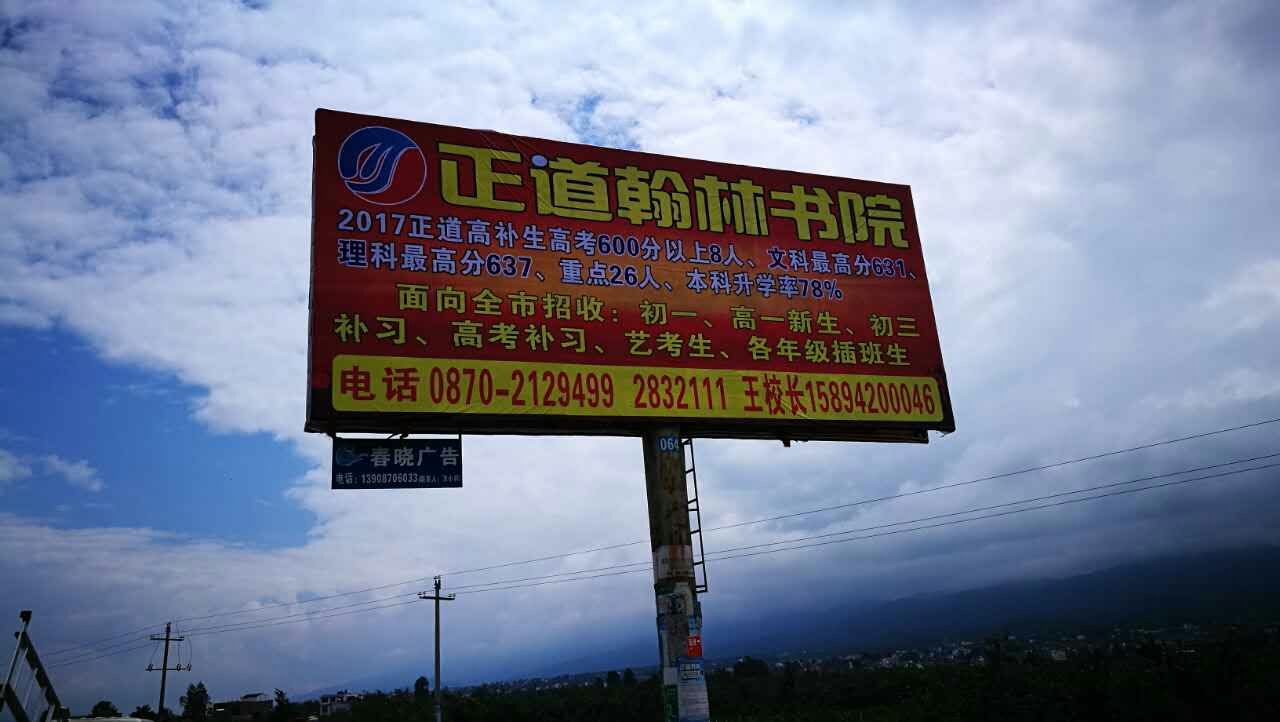 正道翰林书院
2017正道高补生高考600分以上8人、文科最高分631、
理科最高分637、重点26人、本科升学率78%
面向全市招收：初一、高一新生、初三
补习、高考补习、艺考生、各年级插班生
电话 0870-2129499 2832111 王校长15894200046
064
春晓广告
电话：13908706033